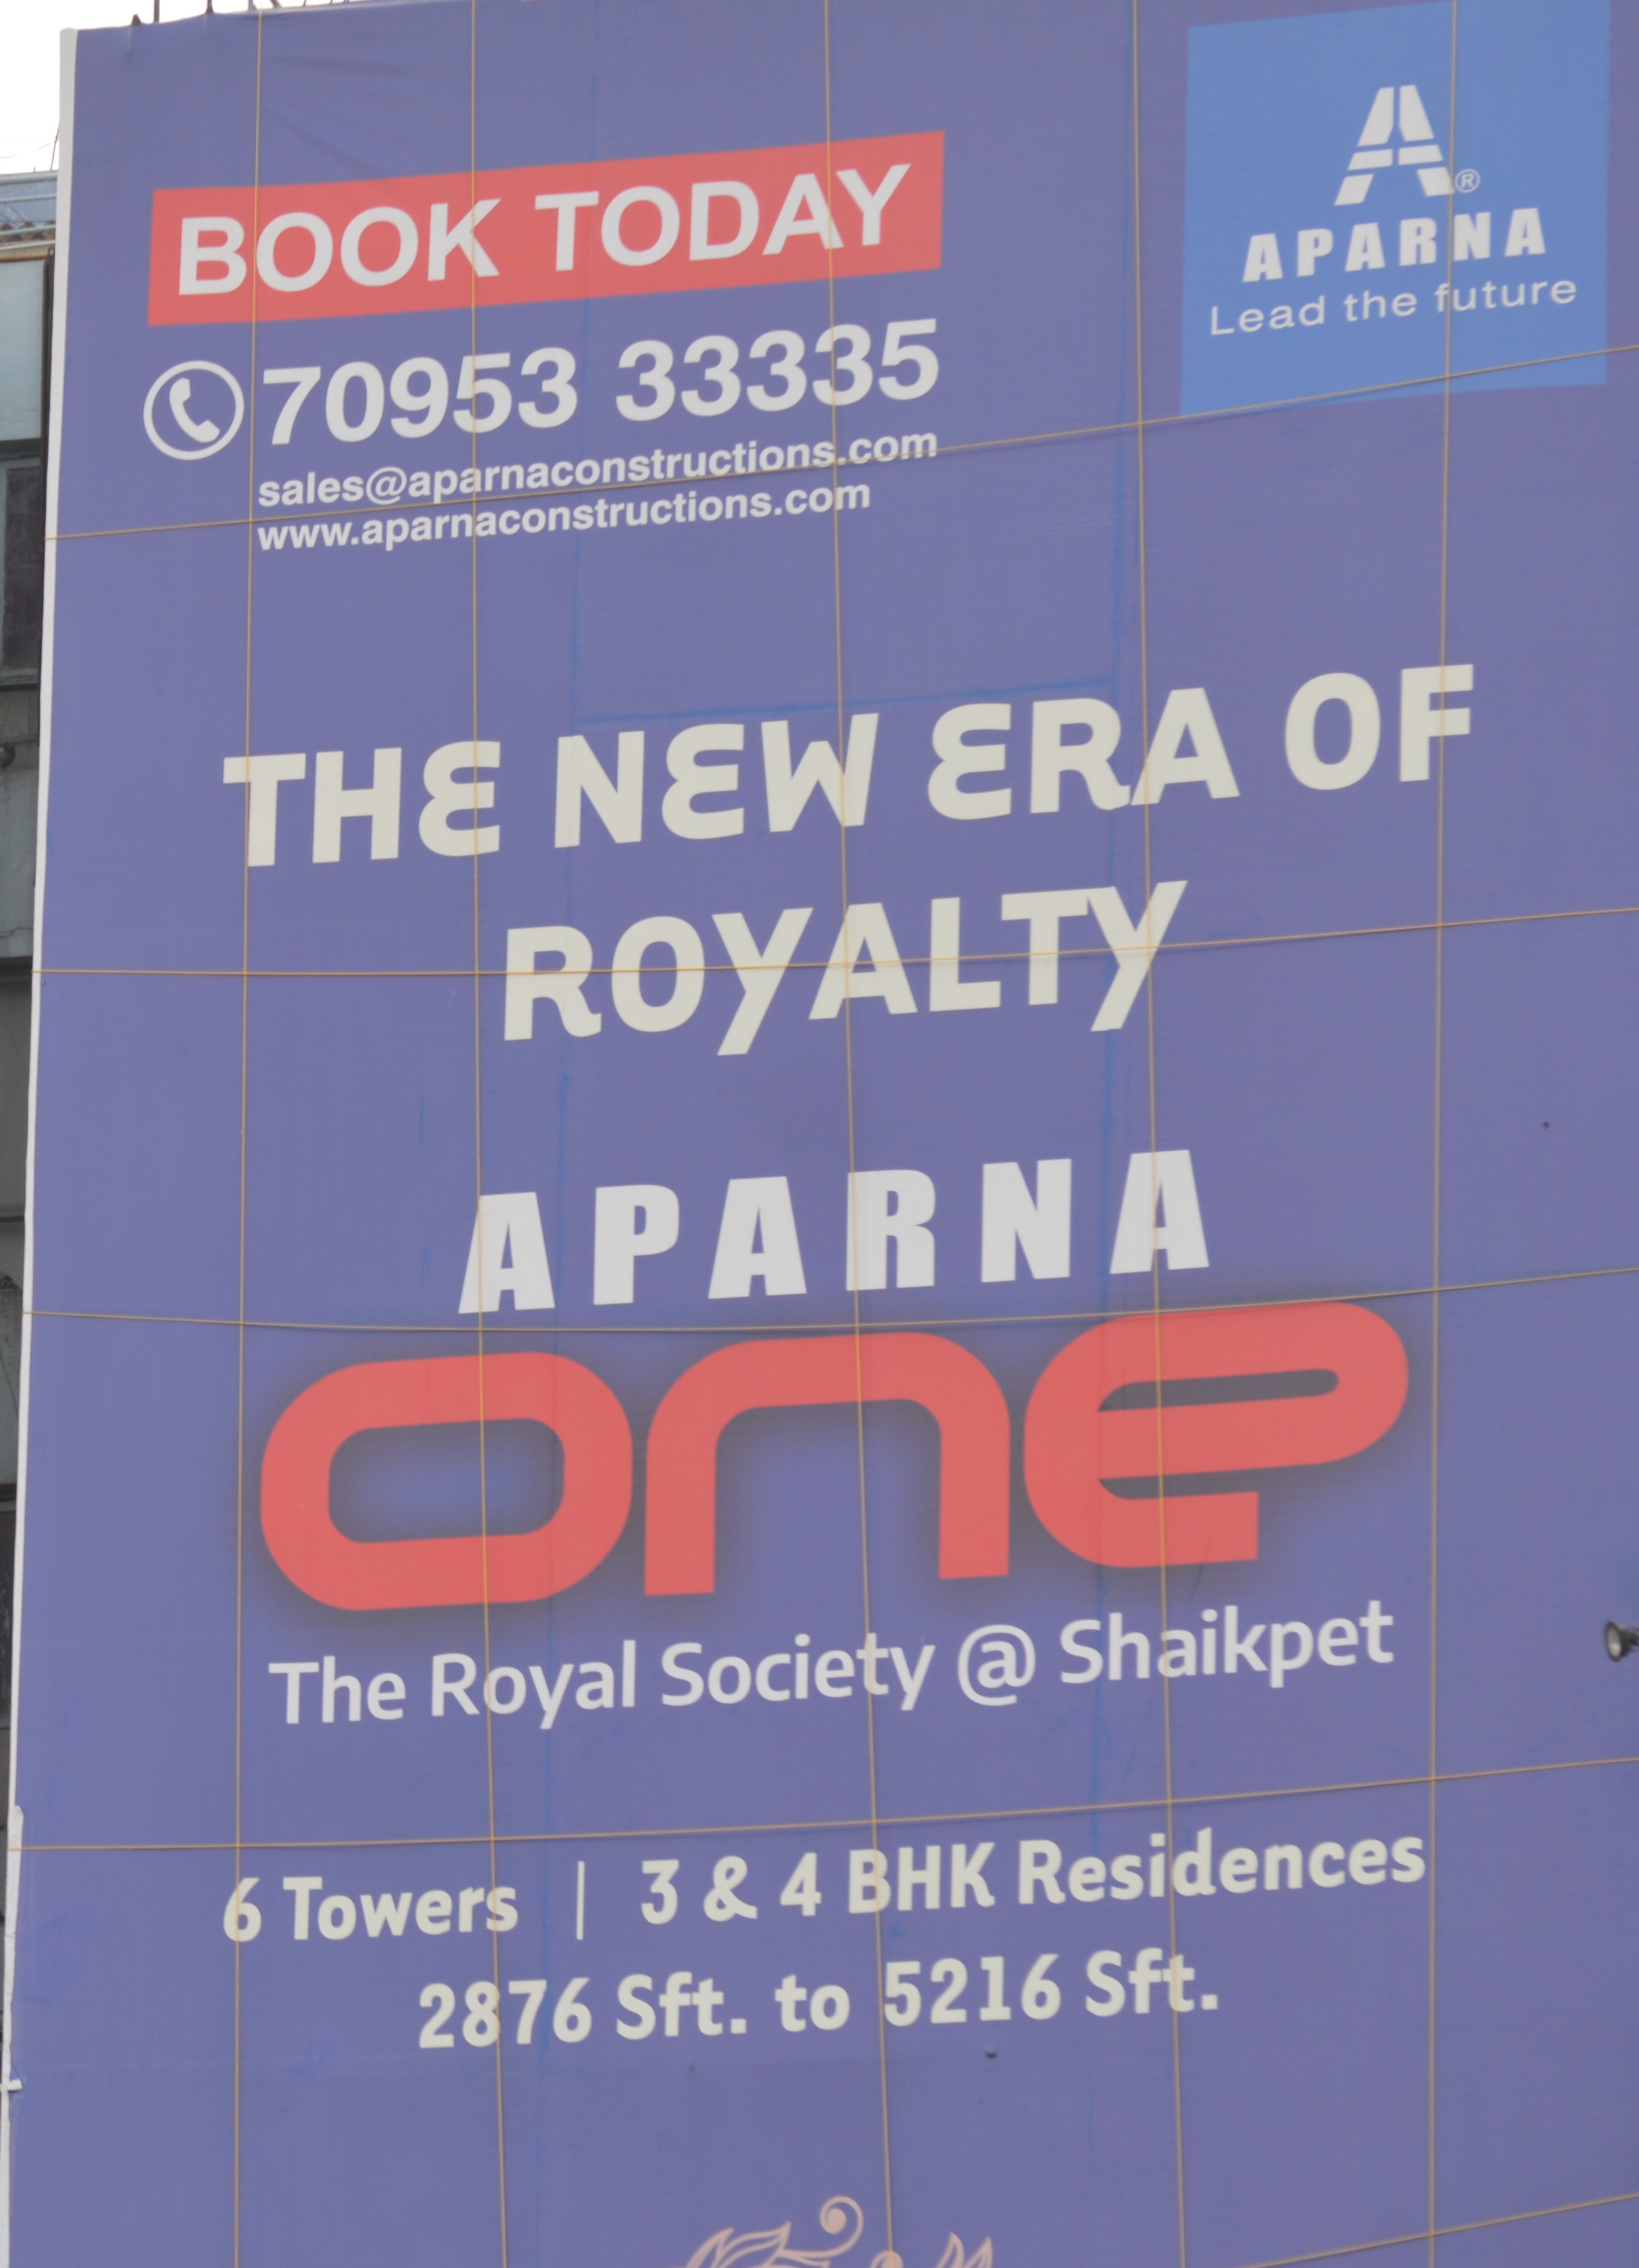 BOOK TODAY
70953 33335
sales@aparnaconstructions.com
www.aparnaconstructions.com
A®
APARNA
Lead the future
THE NEW ERA OF
ROYALTY
APARNA
one
The Royal Society @ Shaikpet
6 Towers | 3 & 4 BHK Residences
2876 Sft. to 5216 Sft.